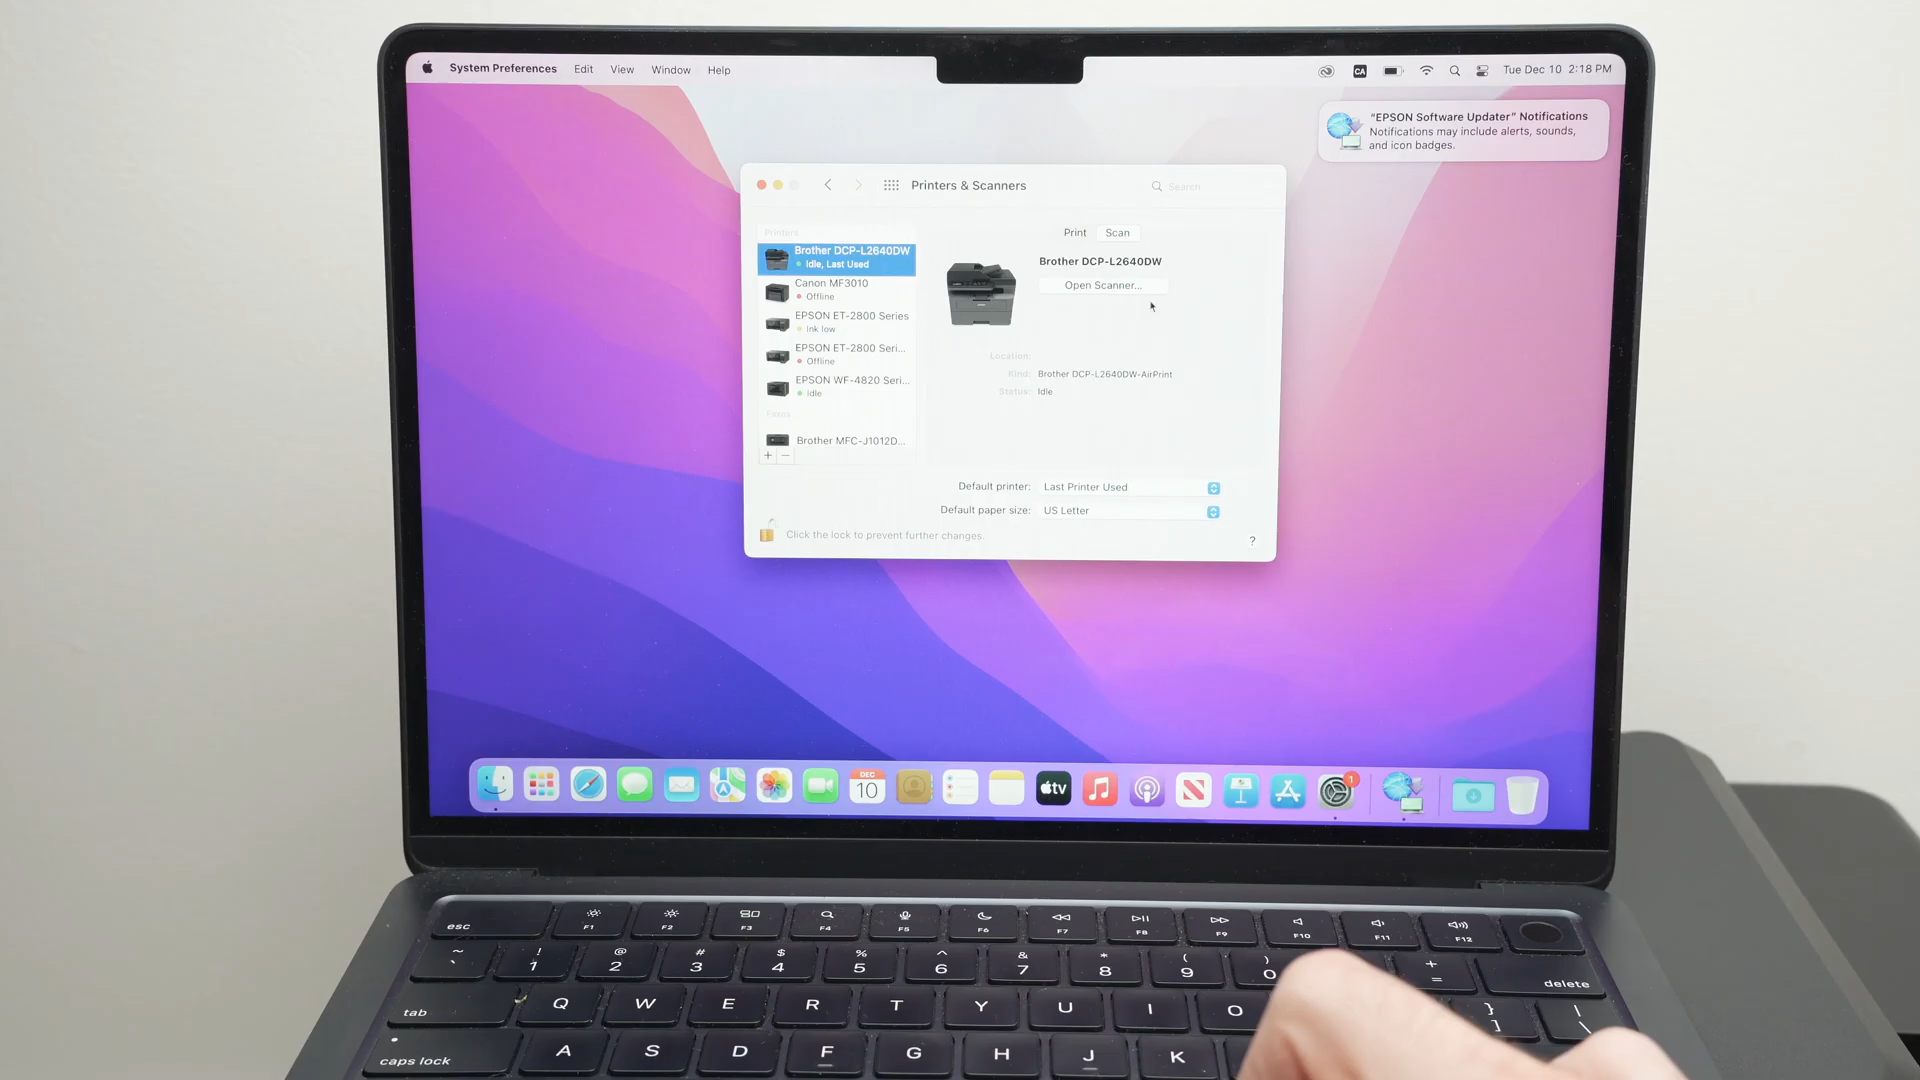 System Preferences Edit View Window Help
CA
Tue Dec 10 2:18 PM
"EPSON Software Updater" Notifications
Notifications may include alerts, sounds,
and icon badges.
Printers & Scanners
Search
Printers
Brother DCP-L2640DW
Idle, Last Used
Canon MF3010
Offline
EPSON ET-2800 Series
Ink low
EPSON ET-2800 Seri...
Offline
EPSON WF-4820 Seri...
Idle
Faxes
Brother MFC-J1012D...
+ −
Print Scan
Brother DCP-L2640DW
Open Scanner...
Location:
Kind: Brother DCP-L2640DW-AirPrint
Status: Idle
Default printer: Last Printer Used
Default paper size: US Letter
Click the lock to prevent further changes.
?
DEC
10
tv
1
esc F1 F2 F3 F4 F5 F6 F7 F8 F9 F10 F11 F12
~ ! @ # $ % ^ & * ( ) +
` 1 2 3 4 5 6 7 8 9 0 = delete
tab Q W E R T Y U I O } ] | \
caps lock A S D F G H J K